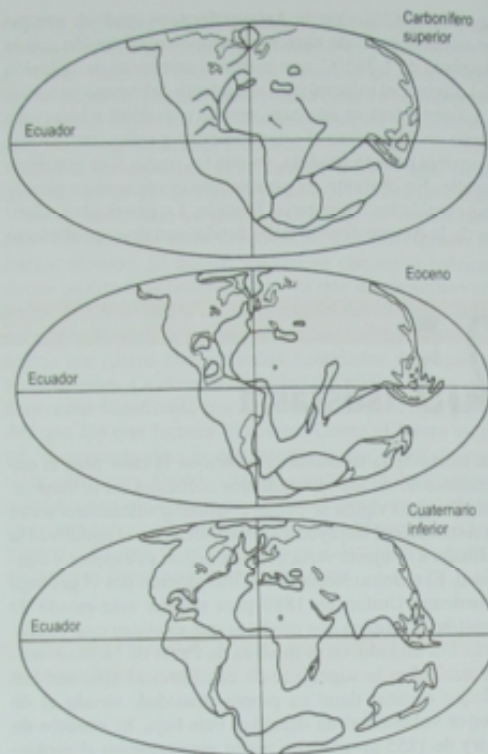 Carbonífero
superior
Ecuador
Eoceno
Ecuador
Cuaternario
inferior
Ecuador